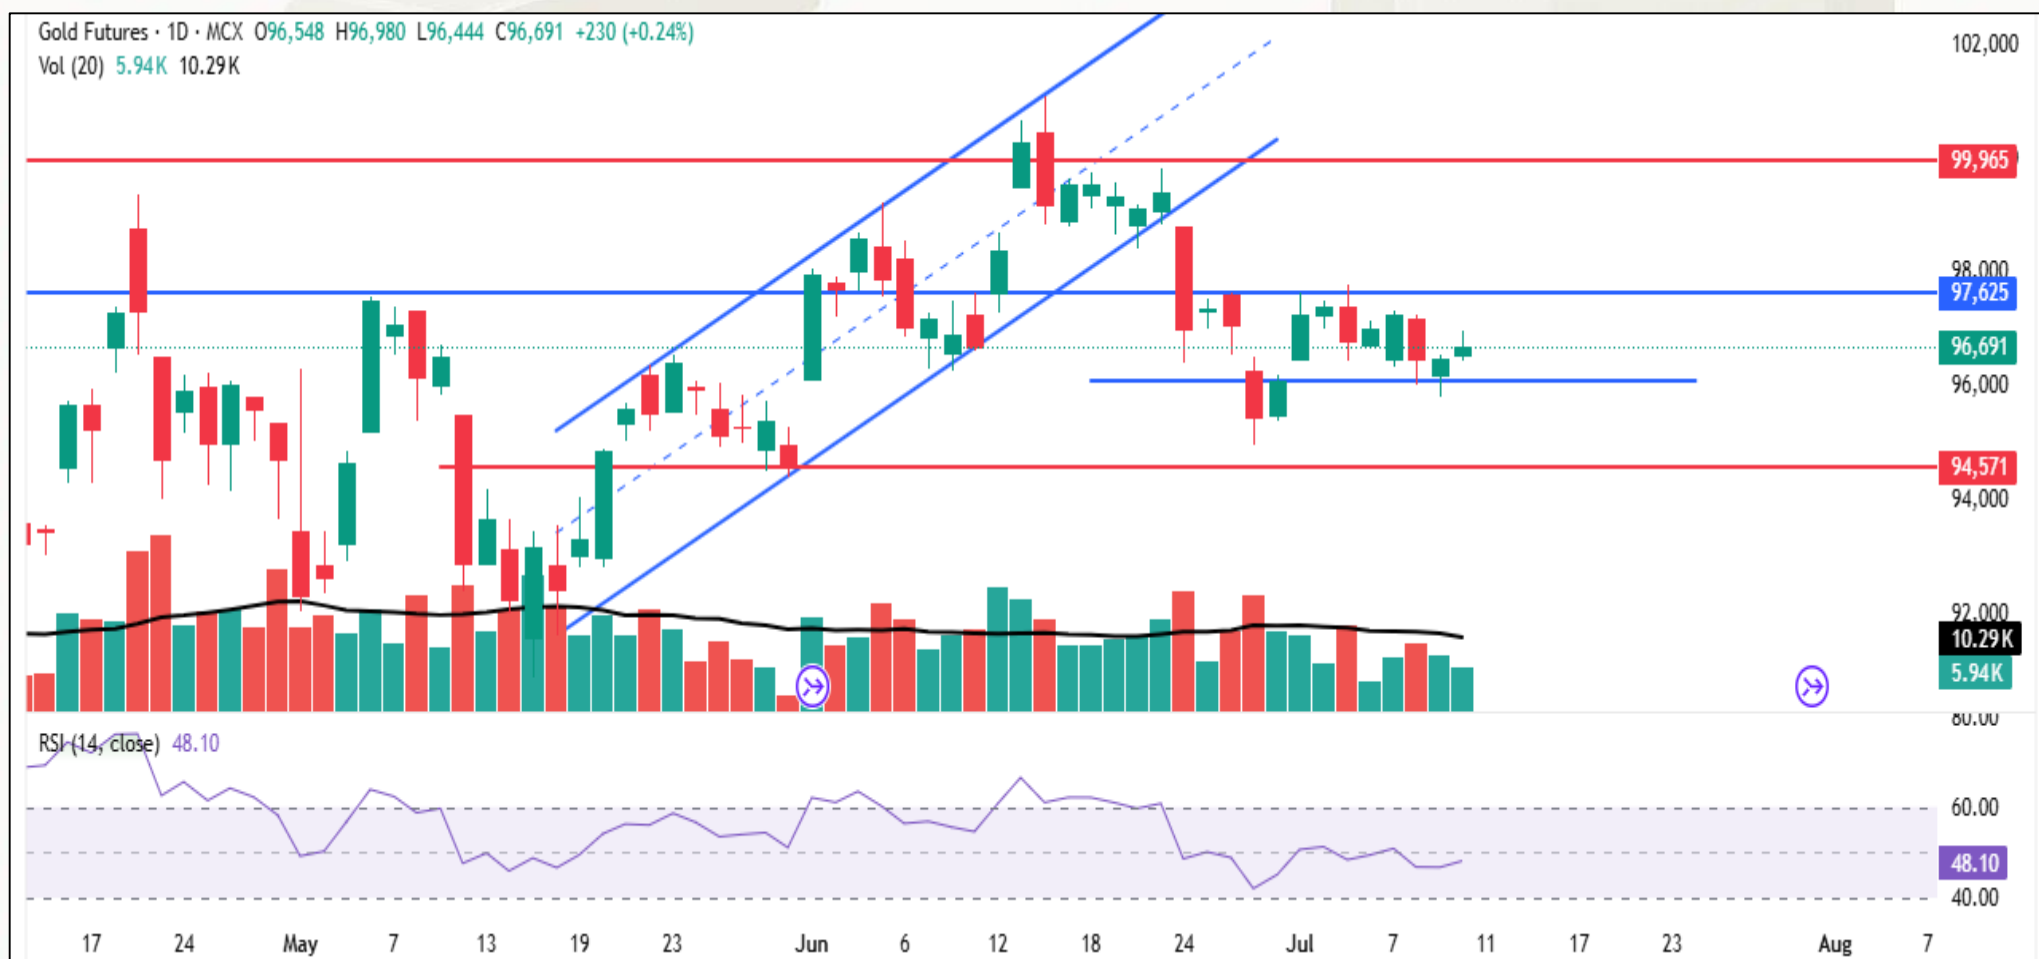 Gold Futures · 1D · MCX O96,548 H96,980 L96,444 C96,691 +230 (+0.24%)
Vol (20) 5.94K 10.29K
102,000
99,965
98,000
97,625
96,691
96,000
94,571
94,000
92,000
10.29K
5.94K
80.00
RSI (14, close) 48.10
60.00
48.10
40.00
17 24 May 7 13 19 23 Jun 6 12 18 24 Jul 7 11 17 23 Aug 7